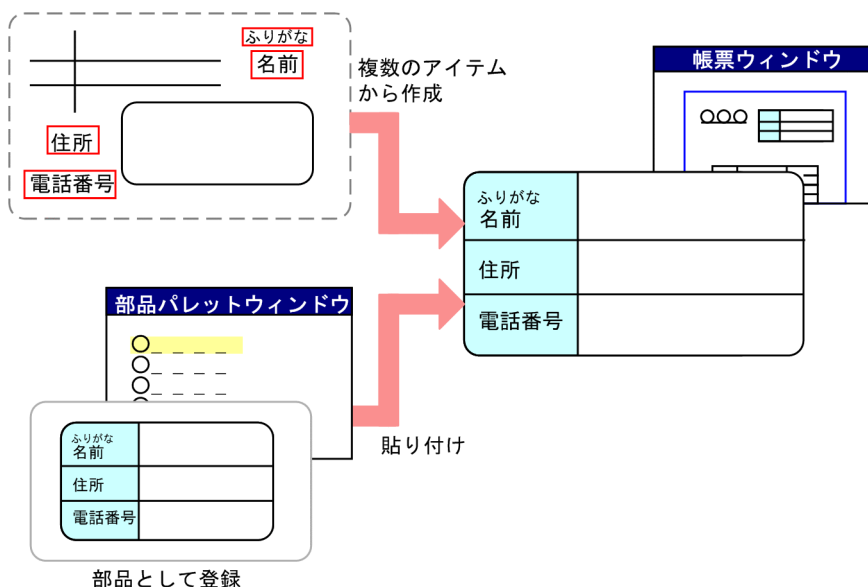 ふりがな
名前
住所
電話番号
複数のアイテム
から作成
帳票ウィンドウ
ふりがな
名前
住所
電話番号
部品パレットウィンドウ
ふりがな
名前
住所
電話番号
貼り付け
部品として登録